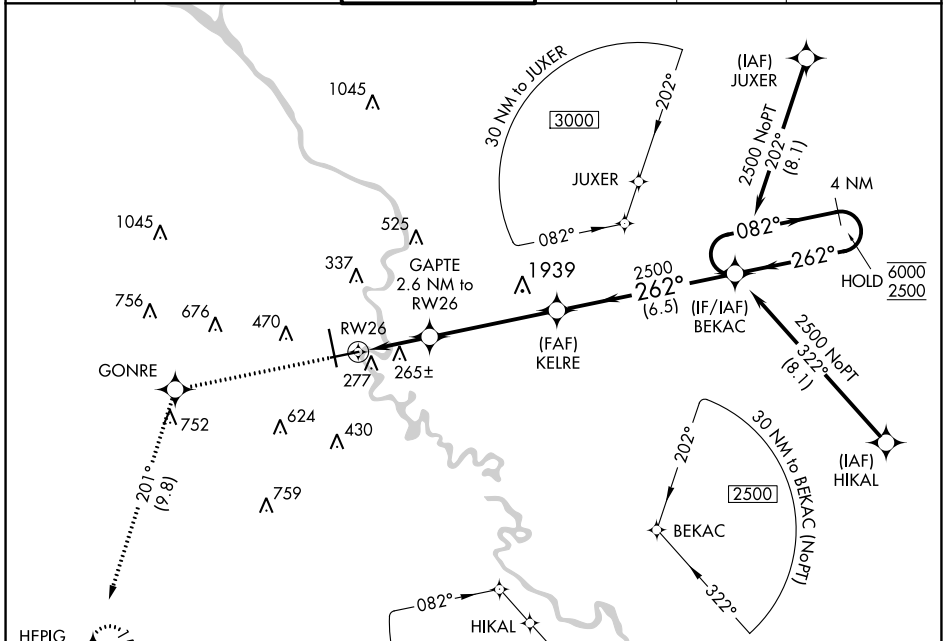 1045
30 NM to JUXER
3000
202°
JUXER
082°
(IAF)
JUXER
2500 NoPT
202°
(8.1)
4 NM
082°
262°
HOLD
6000
2500
1045
525
337
GAPTE
2.6 NM to
RW26
1939
2500
262°
(6.5)
(IF/IAF)
BEKAC
756
676
470
RW26
(FAF)
KELRE
277
265±
GONRE
2500 NoPT
322°
(8.1)
752
624
430
(IAF)
HIKAL
201°
(9.8)
759
202°
30 NM to BEKAC (NoPT)
2500
BEKAC
322°
082°
HIKAL
HEPIG